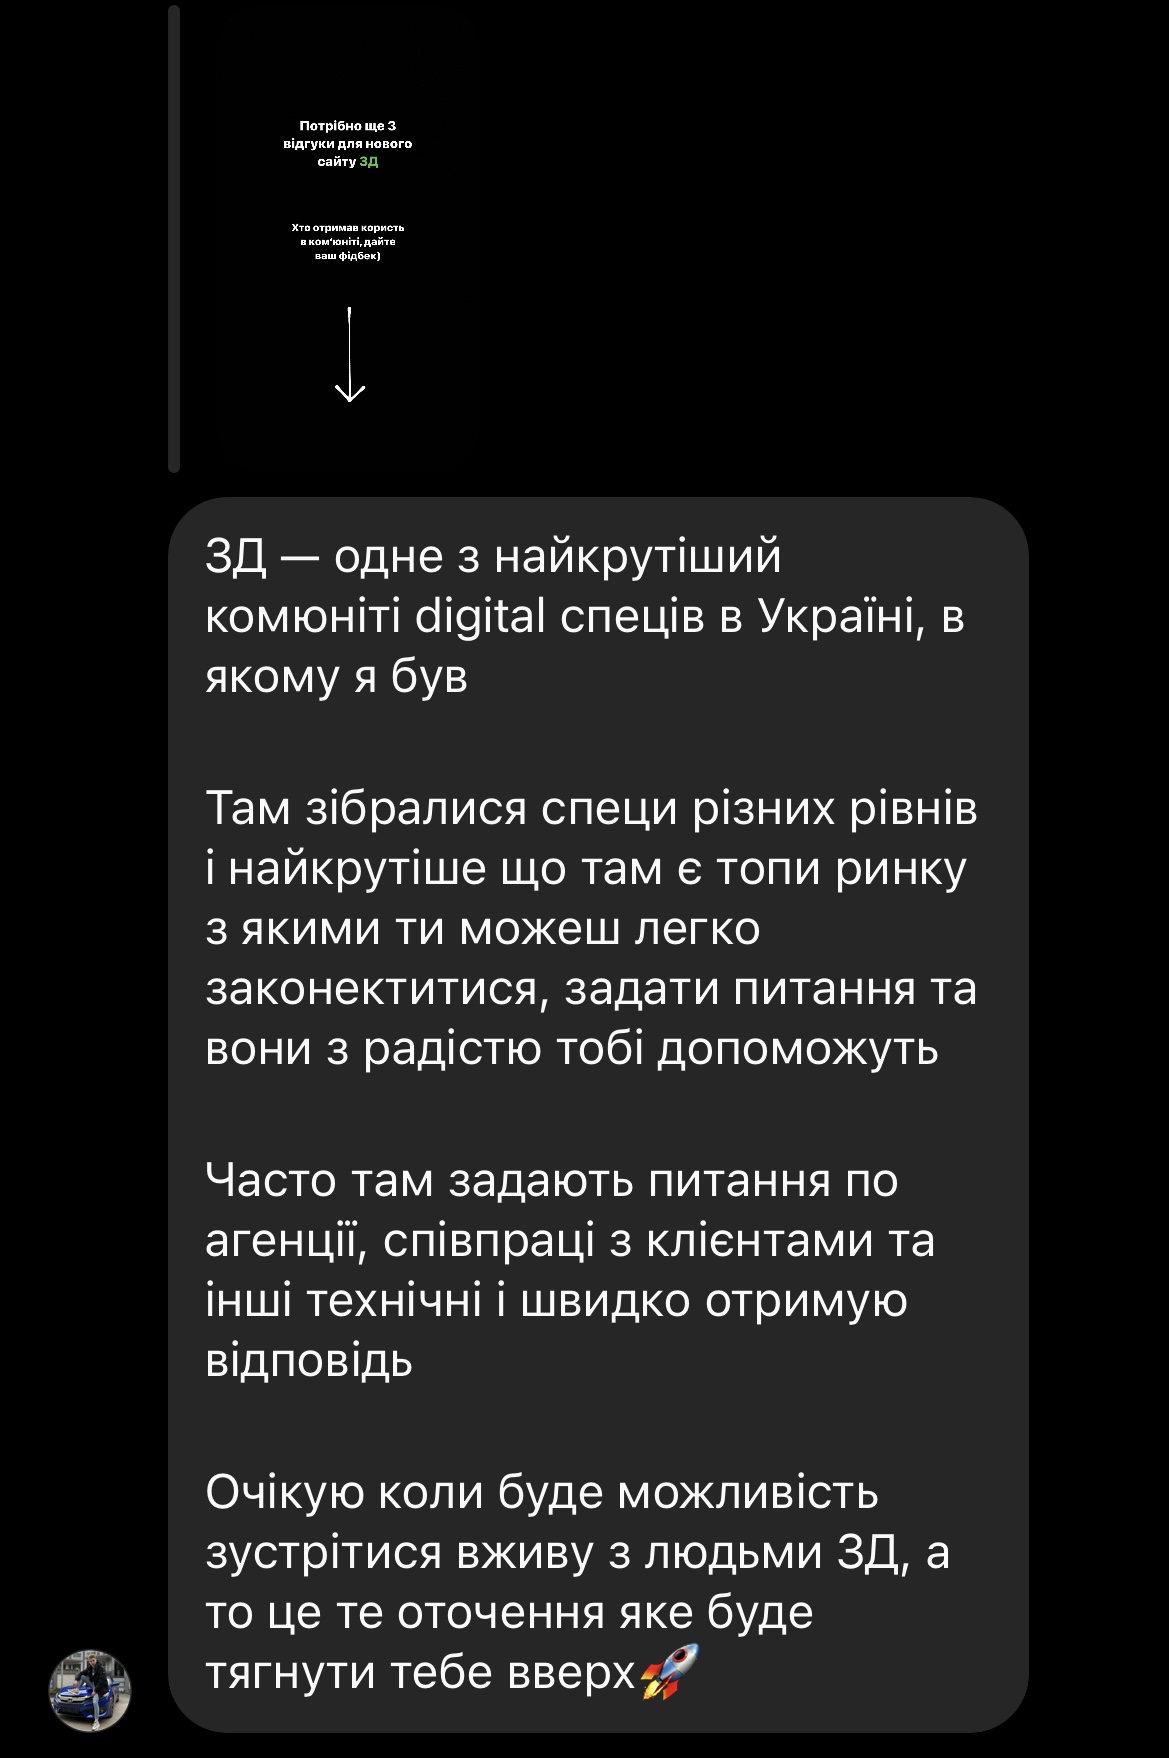 Потрібно ще 3
відгуки для нового
сайту ЗД
Хто отримав користь
в ком'юніті, дайте
ваш фідбек)
ЗД — одне з найкрутіший
комюніті digital спеців в Україні, в
якому я був
Там зібралися специ різних рівнів
і найкрутіше що там є топи ринку
з якими ти можеш легко
законектитися, задати питання та
вони з радістю тобі допоможуть
Часто там задають питання по
агенції, співпраці з клієнтами та
інші технічні і швидко отримую
відповідь
Очікую коли буде можливість
зустрітися вживу з людьми ЗД, а
то це те оточення яке буде
тягнути тебе вверх🚀